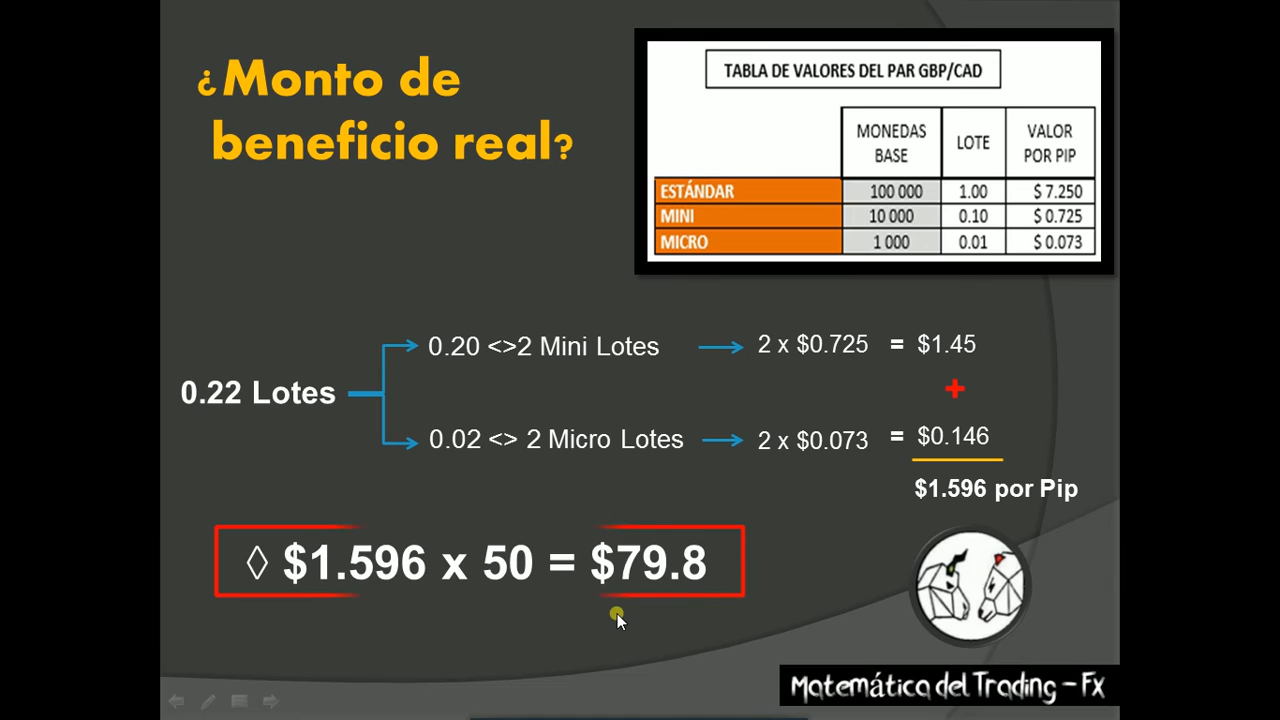 ¿Monto de
beneficio real?
TABLA DE VALORES DEL PAR GBP/CAD
MONEDAS BASE LOTE VALOR POR PIP
ESTÁNDAR 100 000 1.00 $ 7.250
MINI 10 000 0.10 $ 0.725
MICRO 1 000 0.01 $ 0.073
0.20 <>2 Mini Lotes 2 x $0.725 = $1.45
0.22 Lotes +
0.02 <> 2 Micro Lotes 2 x $0.073 = $0.146
$1.596 por Pip
◊ $1.596 x 50 = $79.8
Matemática del Trading - Fx